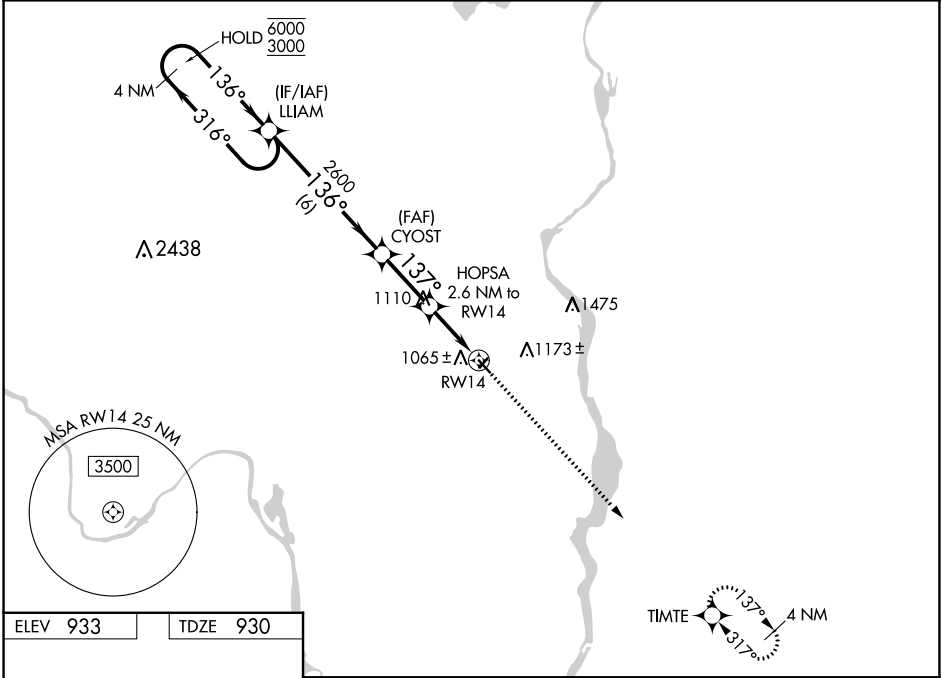 HOLD 6000
3000
4 NM
136°
316°
(IF/IAF)
LLIAM
2600
136°
(6)
(FAF)
CYOST
2438
137°
HOPSA
2.6 NM to
RW14
1110
1475
1065 ±
1173 ±
RW14
MSA RW14 25 NM
3500
TIMTE
137°
317°
4 NM
ELEV 933
TDZE 930